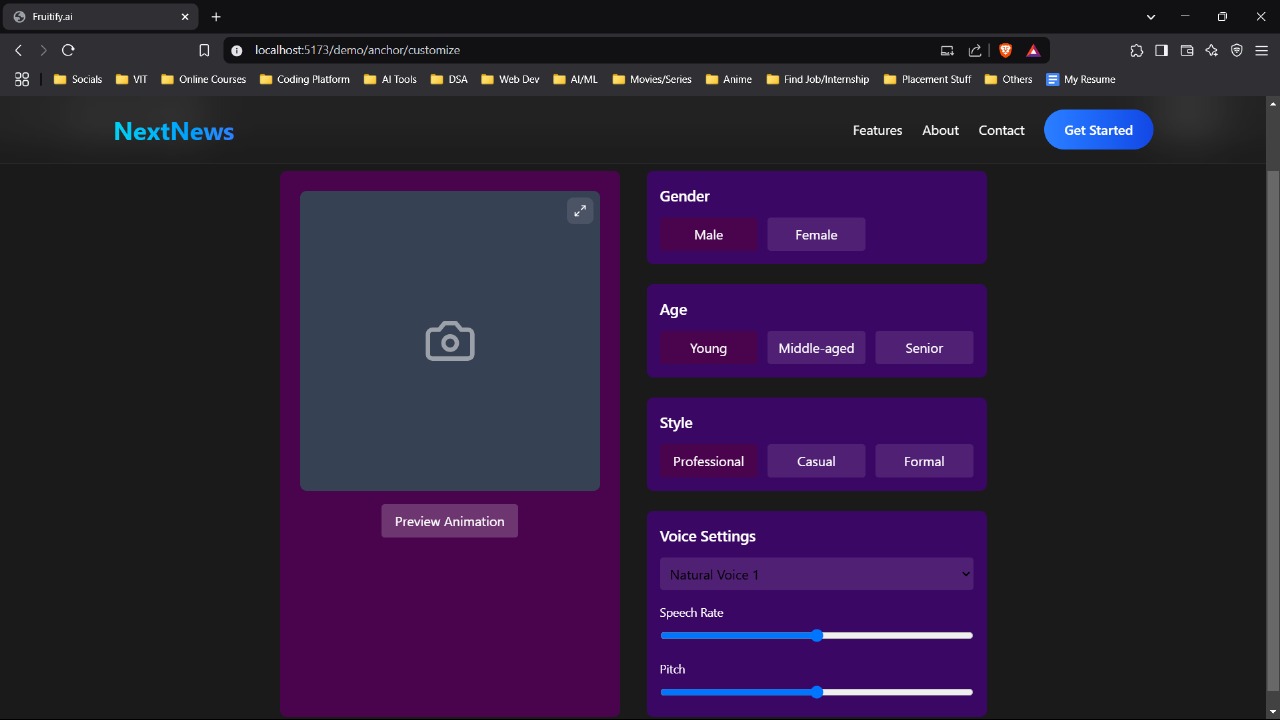 Fruitify.ai
localhost:5173/demo/anchor/customize
Socials VIT Online Courses Coding Platform AI Tools DSA Web Dev AI/ML Movies/Series Anime Find Job/Internship Placement Stuff Others My Resume
NextNews Features About Contact Get Started
Gender
Male Female
Age
Young Middle-aged Senior
Style
Professional Casual Formal
Preview Animation
Voice Settings
Natural Voice 1
Speech Rate
Pitch